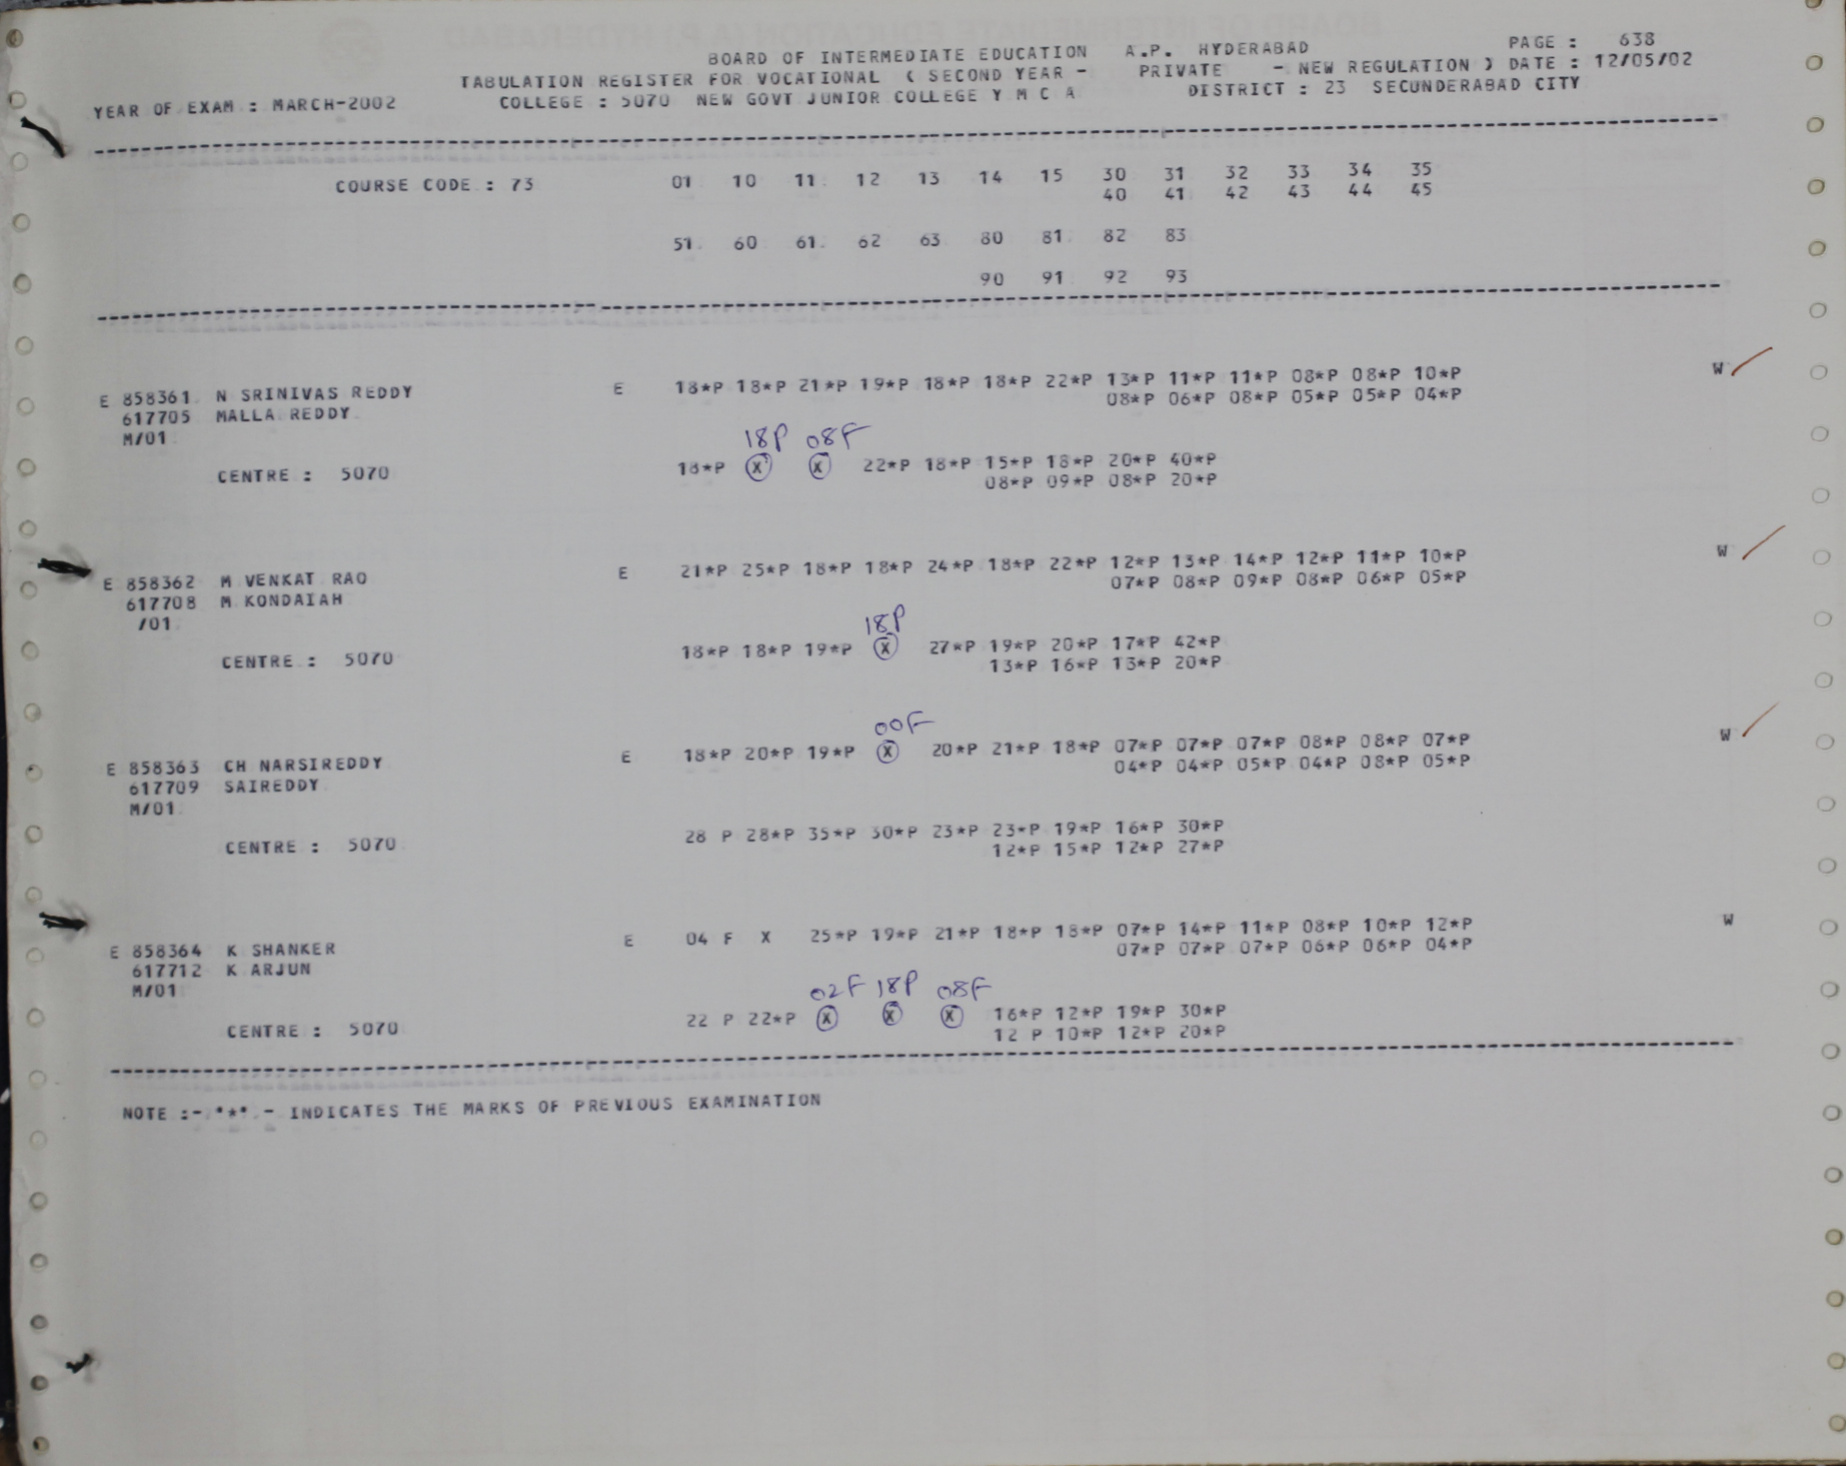 BOARD OF INTERMEDIATE EDUCATION A.P. HYDERABAD PAGE : 638
TABULATION REGISTER FOR VOCATIONAL ( SECOND YEAR - PRIVATE - NEW REGULATION ) DATE : 12/05/02
YEAR OF EXAM : MARCH-2002 COLLEGE : 5070 NEW GOVT JUNIOR COLLEGE Y M C A DISTRICT : 23 SECUNDERABAD CITY
COURSE CODE : 73 01 10 11 12 13 14 15 30 31 32 33 34 35
40 41 42 43 44 45
51 60 61 62 63 80 81 82 83
90 91 92 93
E 858361 N SRINIVAS REDDY E 18*P 18*P 21*P 19*P 18*P 18*P 22*P 13*P 11*P 11*P 08*P 08*P 10*P W
617705 MALLA REDDY 08*P 06*P 08*P 05*P 05*P 04*P
M/01
18P 08F
CENTRE : 5070 18*P X X 22*P 18*P 15*P 18*P 20*P 40*P
08*P 09*P 08*P 20*P
E 858362 M VENKAT RAO E 21*P 25*P 18*P 18*P 24*P 18*P 22*P 12*P 13*P 14*P 12*P 11*P 10*P W
617708 M KONDAIAH 07*P 08*P 09*P 08*P 06*P 05*P
/01
18P
CENTRE : 5070 18*P 18*P 19*P X 27*P 19*P 20*P 17*P 42*P
13*P 16*P 13*P 20*P
00F
E 858363 CH NARSIREDDY E 18*P 20*P 19*P X 20*P 21*P 18*P 07*P 07*P 07*P 08*P 08*P 07*P W
617709 SAIREDDY 04*P 04*P 05*P 04*P 08*P 05*P
M/01
CENTRE : 5070 28 P 28*P 35*P 30*P 23*P 23*P 19*P 16*P 30*P
12*P 15*P 12*P 27*P
E 858364 K SHANKER E 04 F X 25*P 19*P 21*P 18*P 18*P 07*P 14*P 11*P 08*P 10*P 12*P W
617712 K ARJUN 07*P 07*P 07*P 06*P 06*P 04*P
M/01
02F 18P 08F
CENTRE : 5070 22 P 22*P X X X 16*P 12*P 19*P 30*P
12 P 10*P 12*P 20*P
NOTE :- "*" - INDICATES THE MARKS OF PREVIOUS EXAMINATION